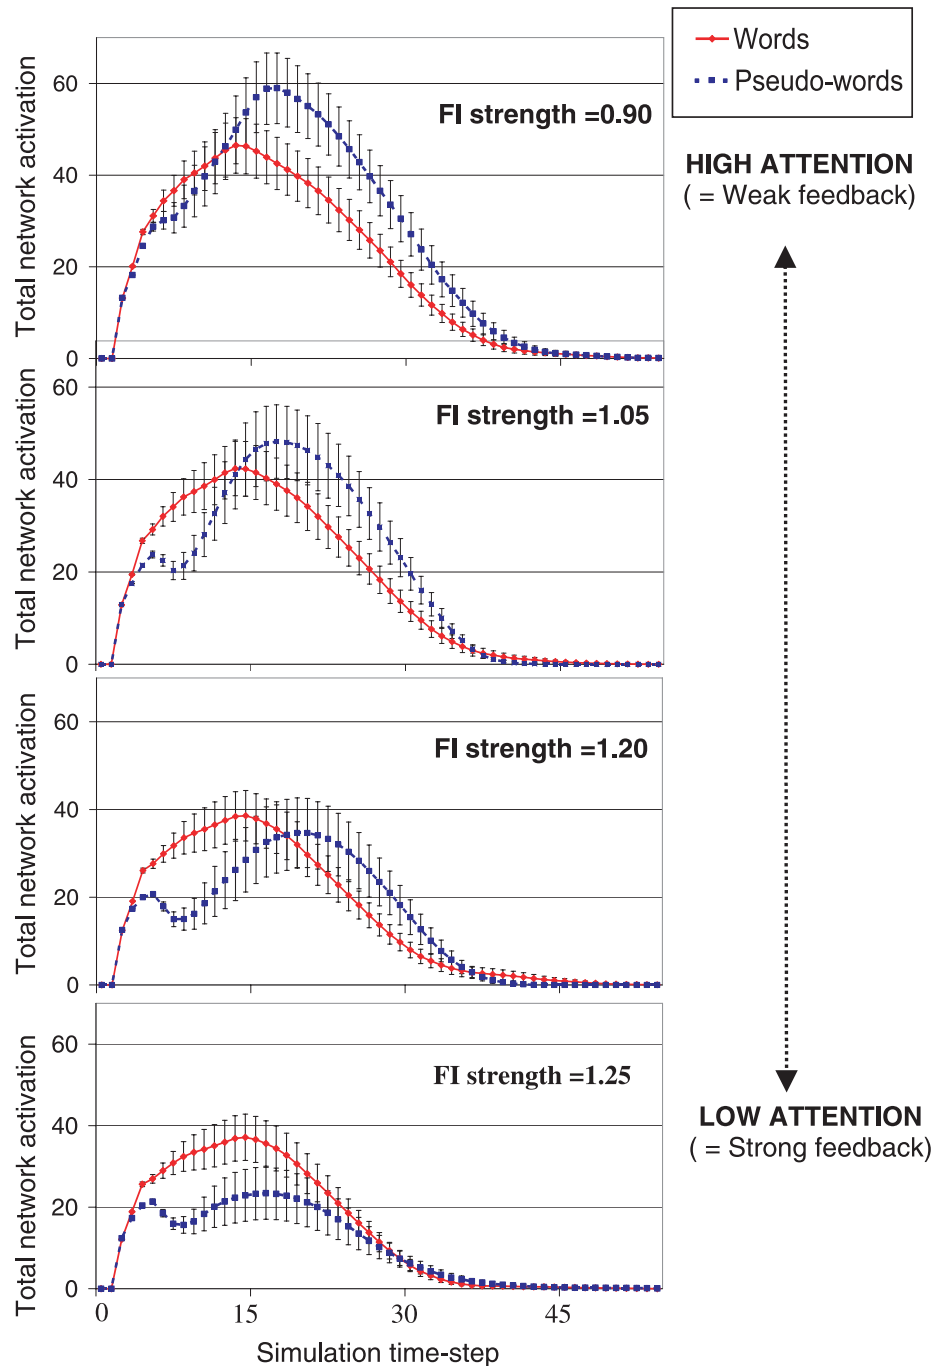 Words
Pseudo-words
Total network activation
60
40
20
0
FI strength =0.90
HIGH ATTENTION
( = Weak feedback)
Total network activation
60
40
20
0
FI strength =1.05
Total network activation
60
40
20
0
FI strength =1.20
Total network activation
60
40
20
0
FI strength =1.25
LOW ATTENTION
( = Strong feedback)
0 15 30 45
Simulation time-step